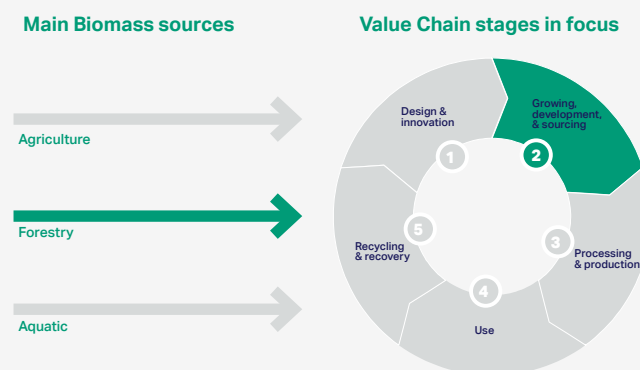 Main Biomass sources
Value Chain stages in focus
Agriculture
Forestry
Aquatic
Design &
innovation
1
Growing,
development,
& sourcing
2
Processing
& production
3
Use
4
Recycling
& recovery
5